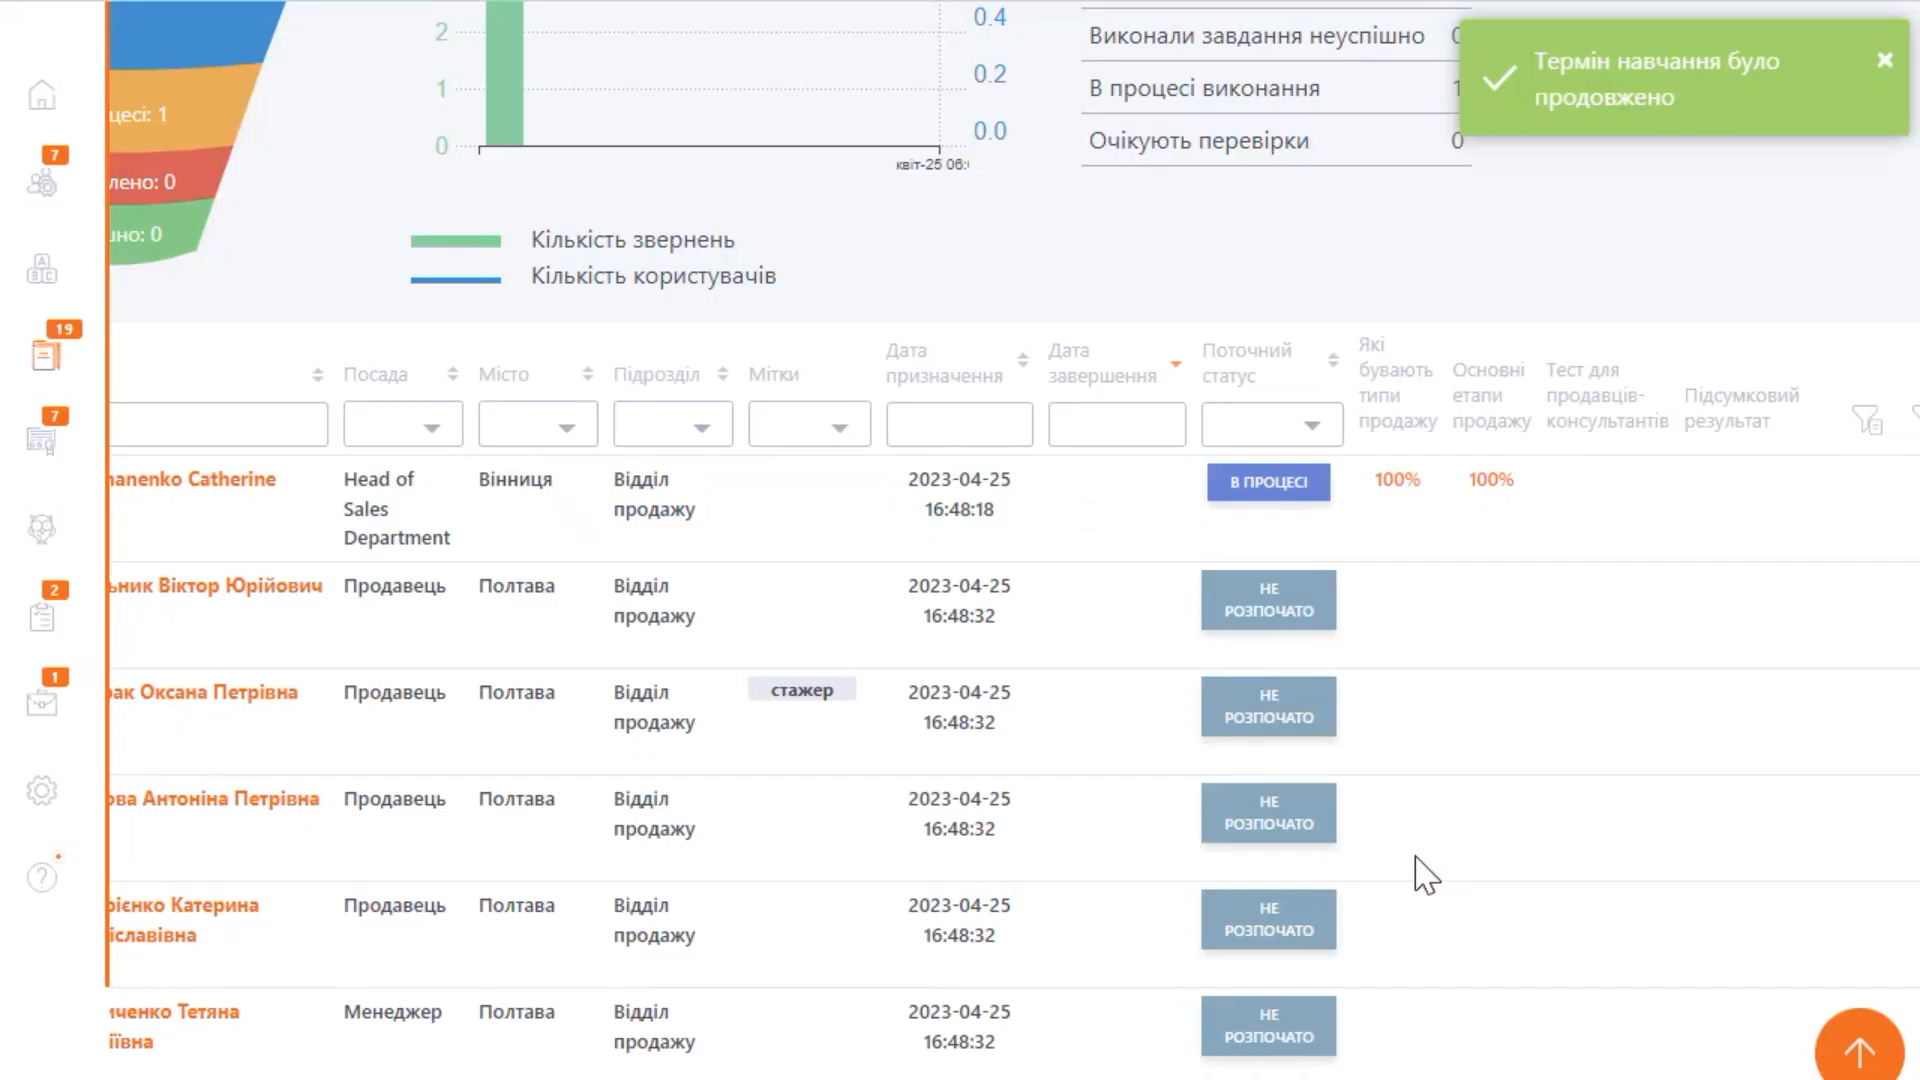 2
1
0
0.4
0.2
0.0
квіт-25 06:
Виконали завдання неуспішно 0
В процесі виконання 1
Очікують перевірки 0
Термін навчання було
продовжено
7
19
7
2
1
цесі: 1
лено: 0
шно: 0
Кількість звернень
Кількість користувачів
Посада
Місто
Підрозділ
Мітки
Дата
призначення
Дата
завершення
Поточний
статус
Які
бувають
типи
продажу
Основні
етапи
продажу
Тест для
продавців-
консультантів
Підсумковий
результат
nanenko Catherine
Head of
Sales
Department
Вінниця
Відділ
продажу
2023-04-25
16:48:18
В ПРОЦЕСІ
100%
100%
ьник Віктор Юрійович
Продавець
Полтава
Відділ
продажу
2023-04-25
16:48:32
НЕ
РОЗПОЧАТО
рак Оксана Петрівна
Продавець
Полтава
Відділ
продажу
стажер
2023-04-25
16:48:32
НЕ
РОЗПОЧАТО
ова Антоніна Петрівна
Продавець
Полтава
Відділ
продажу
2023-04-25
16:48:32
НЕ
РОЗПОЧАТО
рієнко Катерина
іславівна
Продавець
Полтава
Відділ
продажу
2023-04-25
16:48:32
НЕ
РОЗПОЧАТО
иченко Тетяна
іївна
Менеджер
Полтава
Відділ
продажу
2023-04-25
16:48:32
НЕ
РОЗПОЧАТО